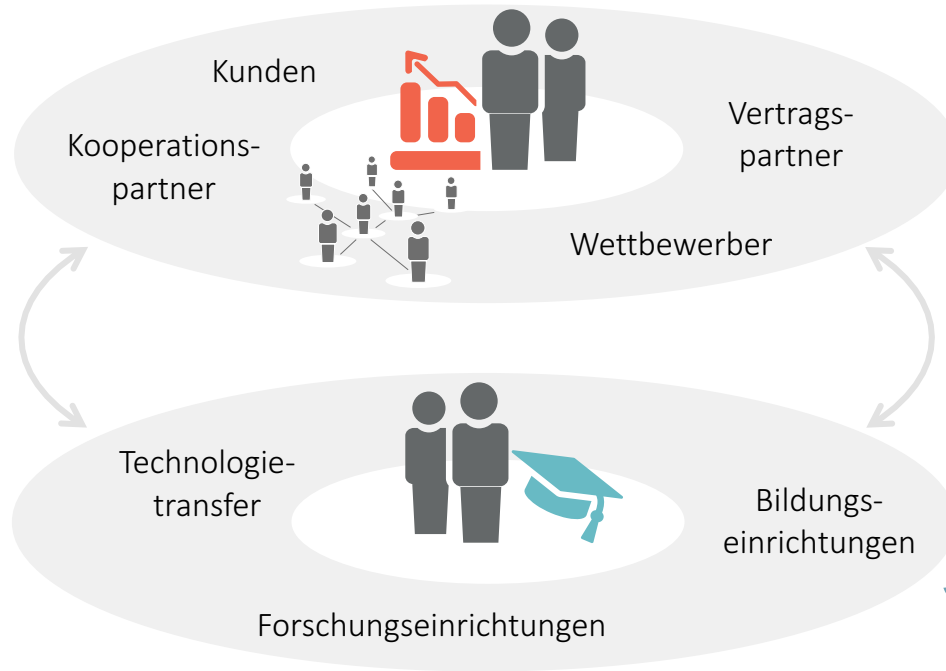 Kunden
Kooperations-
partner
Vertrags-
partner
Wettbewerber
Technologie-
transfer
Bildungs-
einrichtungen
Forschungseinrichtungen